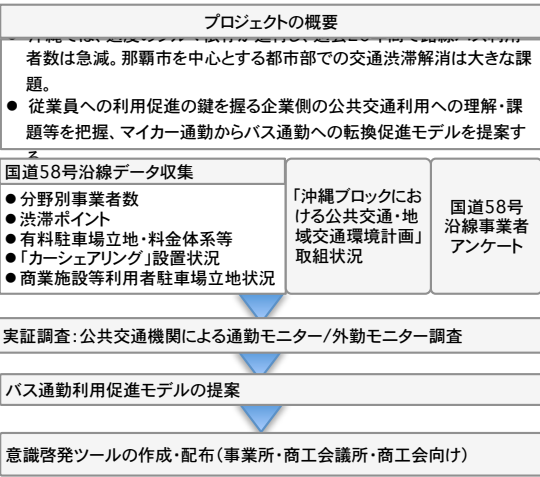 プロジェクトの概要
者数は急減。那覇市を中心とする都市部での交通渋滞解消は大きな課
題。
● 従業員への利用促進の鍵を握る企業側の公共交通利用への理解・課
題等を把握、マイカー通勤からバス通勤への転換促進モデルを提案す
る。
国道58号沿線データ収集
●分野別事業者数
●渋滞ポイント
●有料駐車場立地・料金体系等
●「カーシェアリング」設置状況
●商業施設等利用者駐車場立地状況
「沖縄ブロックにお
ける公共交通・地
域交通環境計画」
取組状況
国道58号
沿線事業者
アンケート
実証調査：公共交通機関による通勤モニター/外勤モニター調査
バス通勤利用促進モデルの提案
意識啓発ツールの作成・配布（事業所・商工会議所・商工会向け）